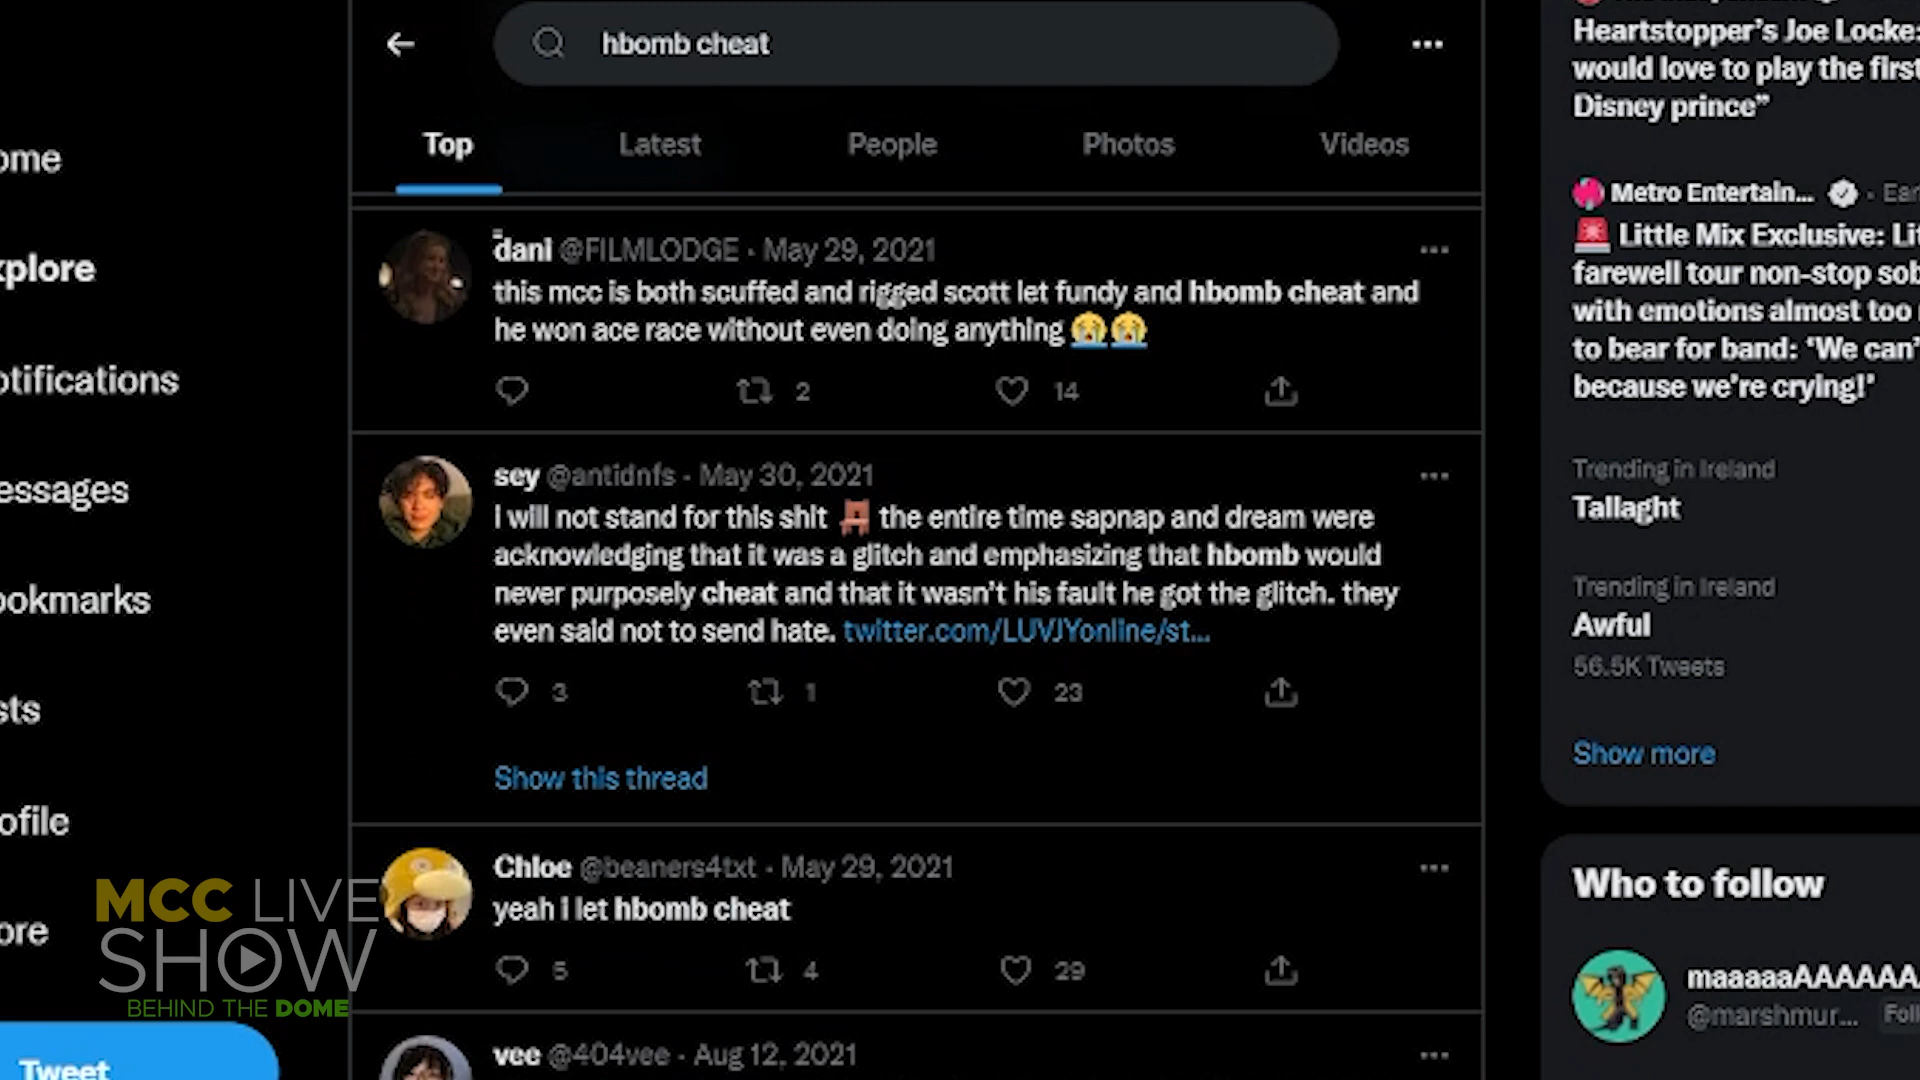 hbomb cheat
Top
Latest
People
Photos
Videos
ome
xplore
otifications
essages
ookmarks
sts
ofile
ore
Tweet
dani @FILMLODGE · May 29, 2021
this mcc is both scuffed and rigged scott let fundy and hbomb cheat and
he won ace race without even doing anything 😭😭
2
14
sey @antidnfs · May 30, 2021
i will not stand for this shit 🪑 the entire time sapnap and dream were
acknowledging that it was a glitch and emphasizing that hbomb would
never purposely cheat and that it wasn't his fault he got the glitch. they
even said not to send hate. twitter.com/LUVJYonline/st...
3
1
23
Show this thread
Chloe @beaners4txt · May 29, 2021
yeah i let hbomb cheat
5
4
29
vee @404vee · Aug 12, 2021
Heartstopper's Joe Locke:
would love to play the first
Disney prince"
Metro Entertain... · Ear
🚨 Little Mix Exclusive: Lit
farewell tour non-stop sob
with emotions almost too
to bear for band: 'We can'
because we're crying!'
Trending in Ireland
Tallaght
Trending in Ireland
Awful
56.5K Tweets
Show more
Who to follow
maaaaaAAAAAA
@marshmur... Foll
MCC LIVE
SHOW
BEHIND THE DOME